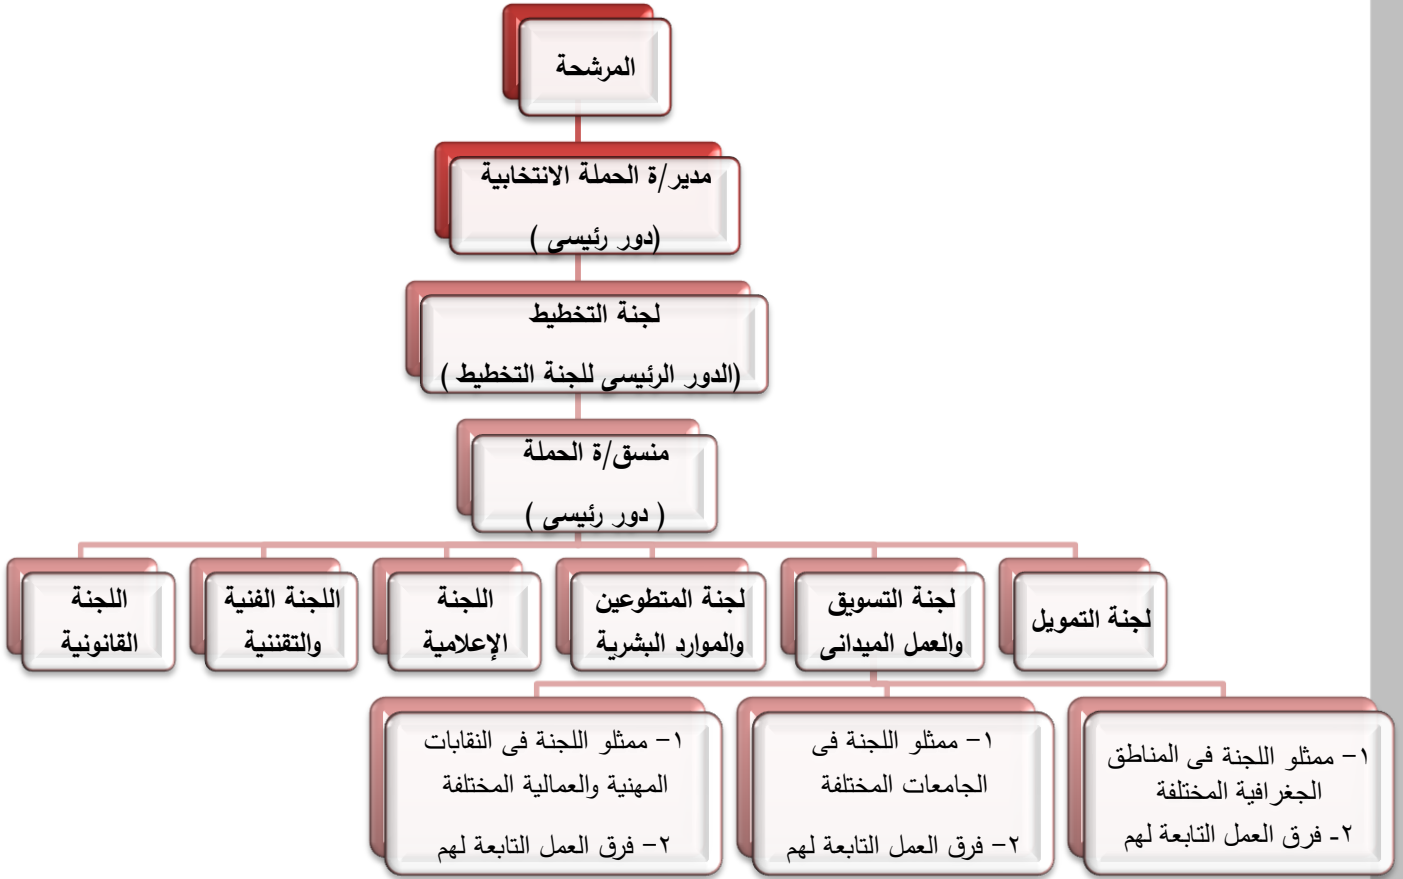 المرشحة
مدير/ة الحملة الانتخابية
(دور رئيسى )
لجنة التخطيط
(الدور الرئيسى للجنة التخطيط )
منسق/ة الحملة
( دور رئيسى )
لجنة التمويل
لجنة التسويق
والعمل الميدانى
لجنة المتطوعين
والموارد البشرية
اللجنة
الإعلامية
اللجنة الفنية
والتقننية
اللجنة
القانونية
١- ممثلو اللجنة فى المناطق
الجغرافية المختلفة
٢- فرق العمل التابعة لهم
١- ممثلو اللجنة فى
الجامعات المختلفة
٢- فرق العمل التابعة لهم
١- ممثلو اللجنة فى النقابات
المهنية والعمالية المختلفة
٢- فرق العمل التابعة لهم